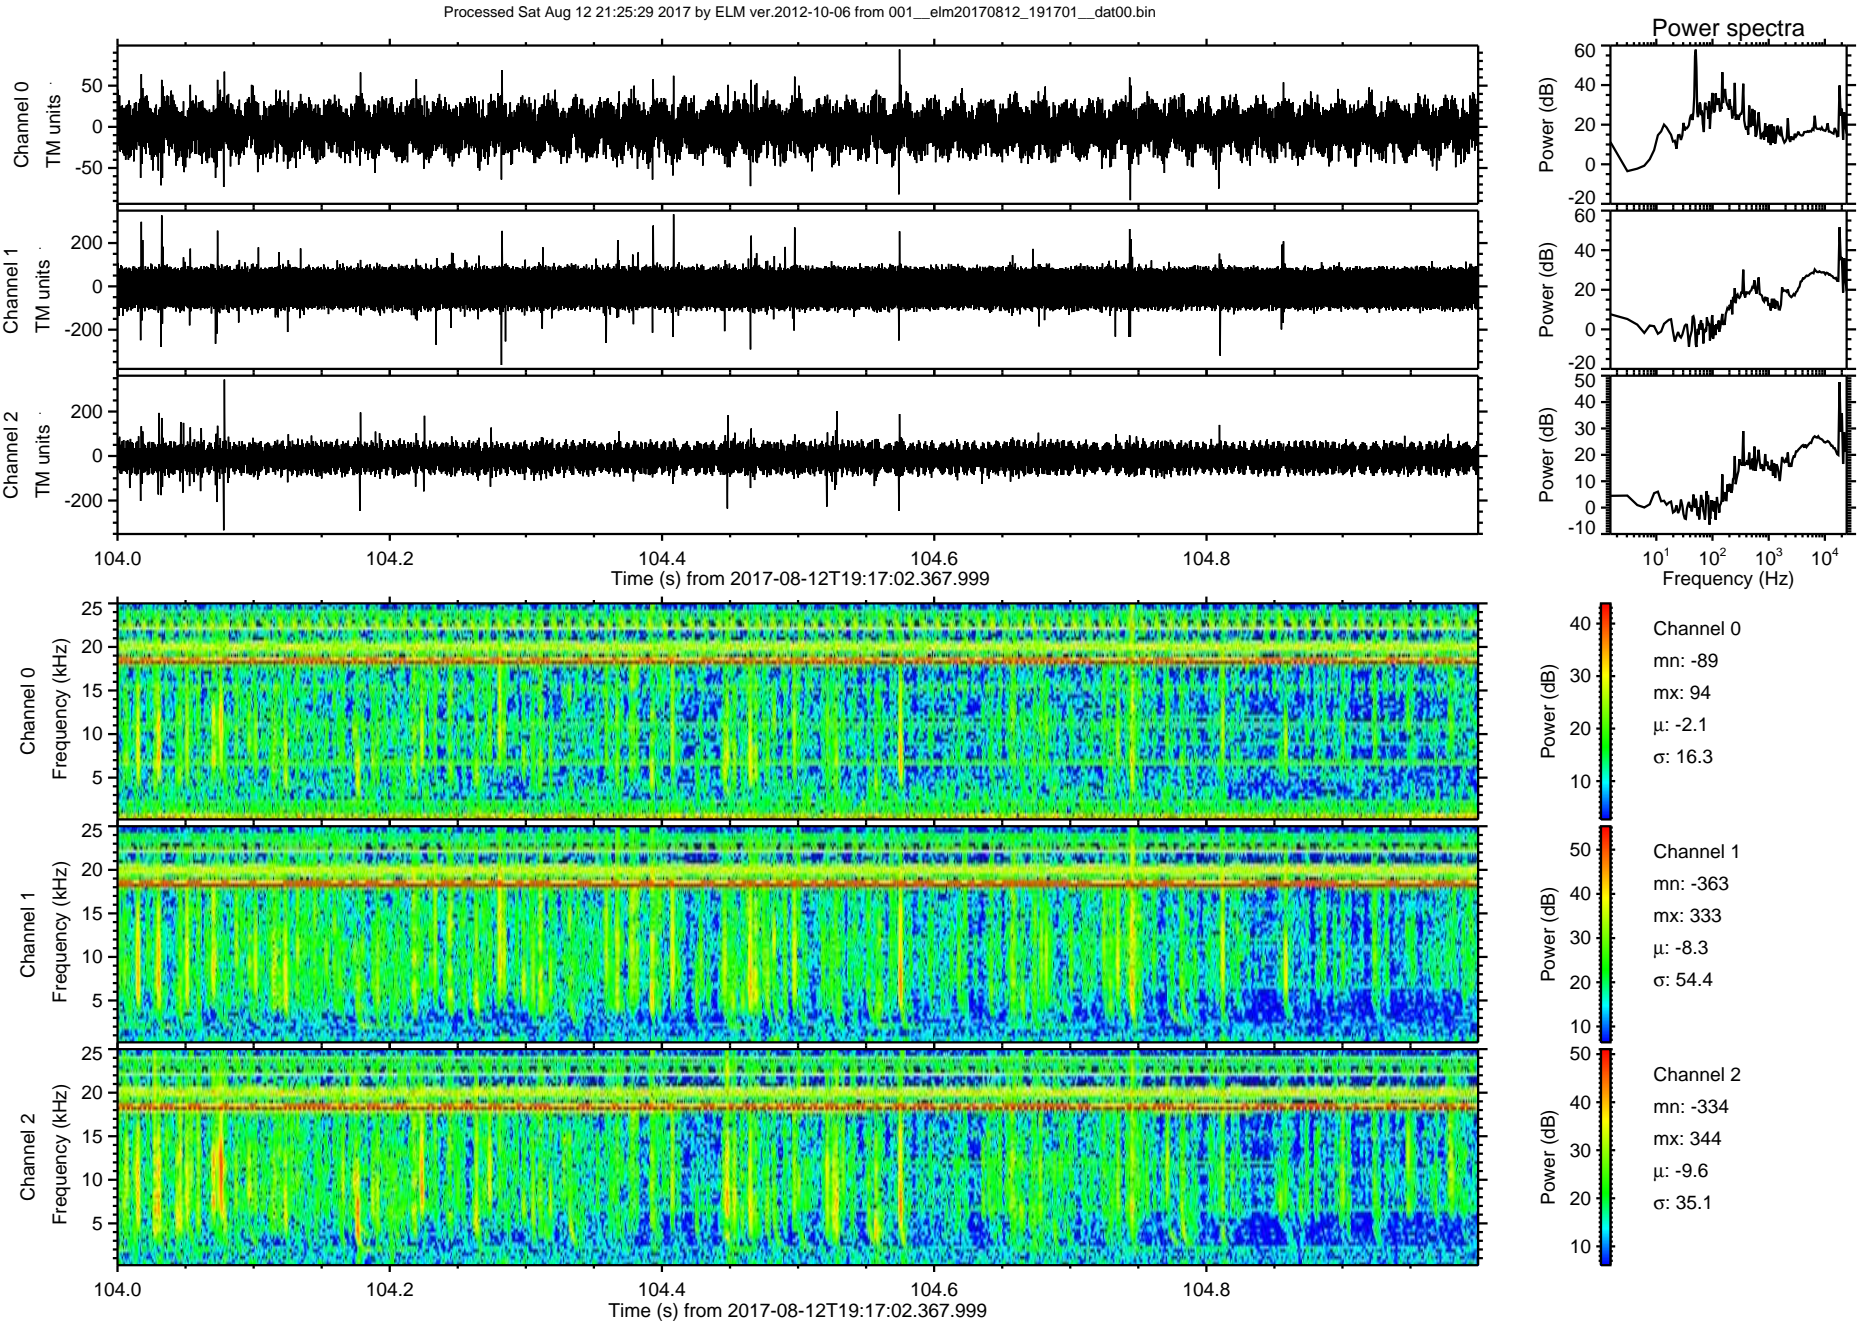 Processed Sat Aug 12 21:25:29 2017 by ELM ver.2012-10-06 from 001__elm20170812_191701__dat00.bin
Power spectra
Channel 0
TM units
50
0
-50
Power (dB)
60
40
20
0
-20
Channel 1
TM units
200
0
-200
Power (dB)
60
40
20
0
-20
Channel 2
TM units
200
0
-200
Power (dB)
50
40
30
20
10
0
-10
104.0 104.2 104.4 104.6 104.8
Time (s) from 2017-08-12T19:17:02.367.999
10^1 10^2 10^3 10^4
Frequency (Hz)
Channel 0
Frequency (kHz)
25
20
15
10
5
Power (dB)
40
30
20
10
Channel 0
mn: -89
mx: 94
μ: -2.1
σ: 16.3
Channel 1
Frequency (kHz)
25
20
15
10
5
Power (dB)
50
40
30
20
10
Channel 1
mn: -363
mx: 333
μ: -8.3
σ: 54.4
Channel 2
Frequency (kHz)
25
20
15
10
5
Power (dB)
50
40
30
20
10
Channel 2
mn: -334
mx: 344
μ: -9.6
σ: 35.1
104.0 104.2 104.4 104.6 104.8
Time (s) from 2017-08-12T19:17:02.367.999